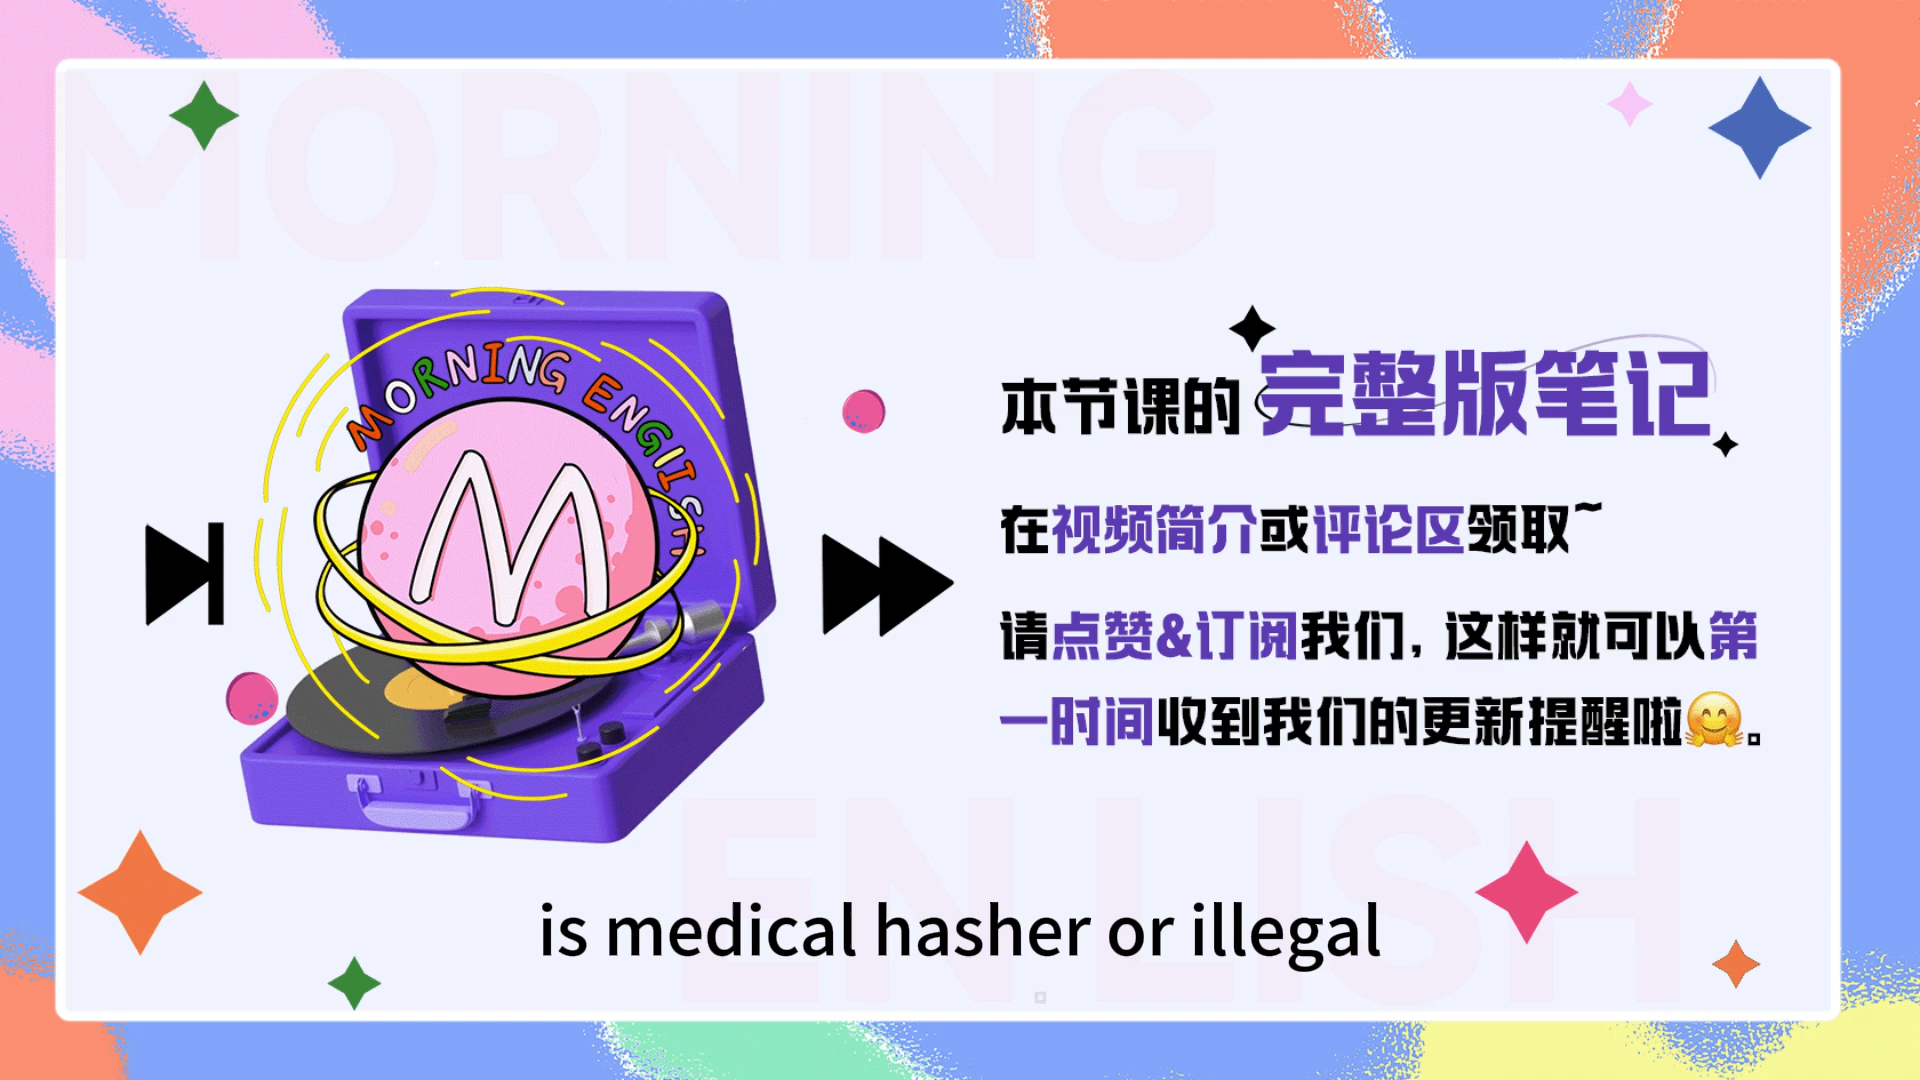 MORNING
MORNING ENGlISH
M
本节课的 完整版笔记
在视频简介或评论区领取~
请点赞&订阅我们，这样就可以第
一时间收到我们的更新提醒啦🤗。
EN LISH
is medical hasher or illegal